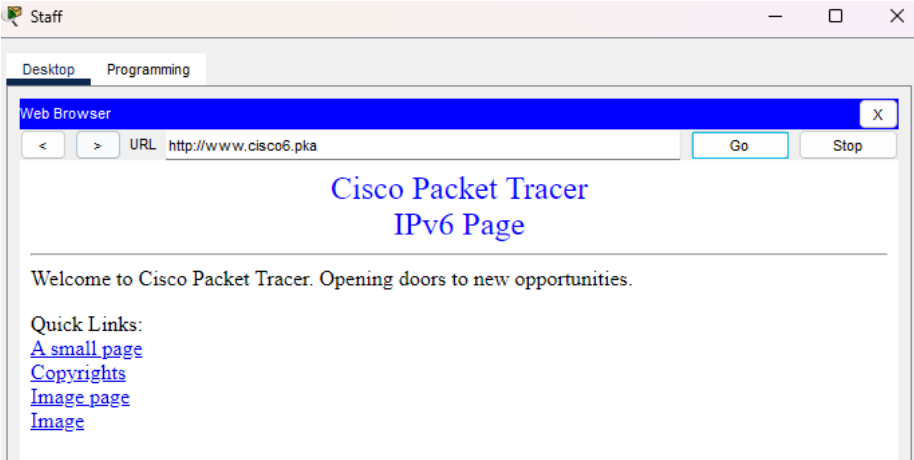 Staff
Desktop Programming
Web Browser X
< > URL http://www.cisco6.pka Go Stop
Cisco Packet Tracer
IPv6 Page
Welcome to Cisco Packet Tracer. Opening doors to new opportunities.
Quick Links:
A small page
Copyrights
Image page
Image